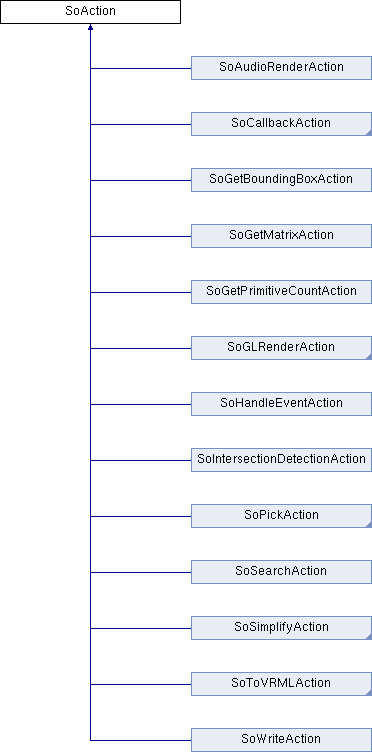 SoAction
SoAudioRenderAction
SoCallbackAction
SoGetBoundingBoxAction
SoGetMatrixAction
SoGetPrimitiveCountAction
SoGLRenderAction
SoHandleEventAction
SoIntersectionDetectionAction
SoPickAction
SoSearchAction
SoSimplifyAction
SoToVRMLAction
SoWriteAction